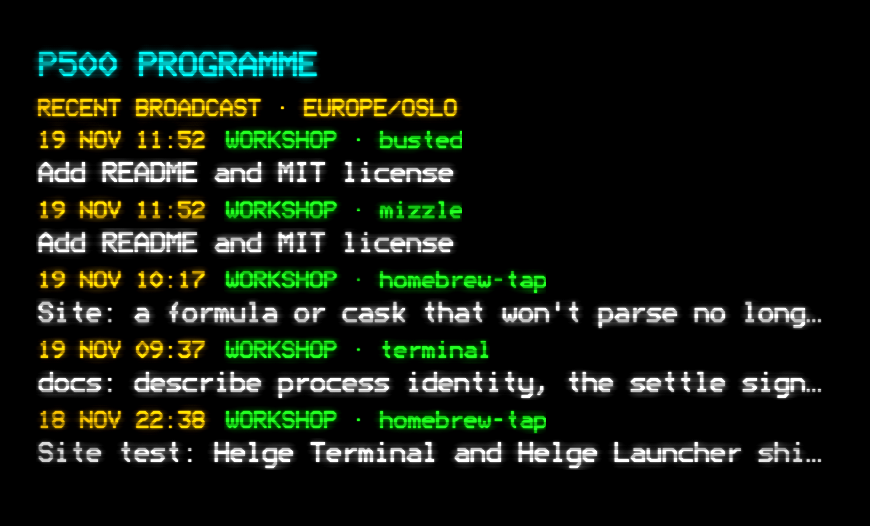 P500 PROGRAMME
RECENT BROADCAST · EUROPE/OSLO
19 NOV 11:52 WORKSHOP · busted
Add README and MIT license
19 NOV 11:52 WORKSHOP · mizzle
Add README and MIT license
19 NOV 10:17 WORKSHOP · homebrew-tap
Site: a formula or cask that won't parse no long…
19 NOV 09:37 WORKSHOP · terminal
docs: describe process identity, the settle sign…
18 NOV 22:38 WORKSHOP · homebrew-tap
Site test: Helge Terminal and Helge Launcher shi…